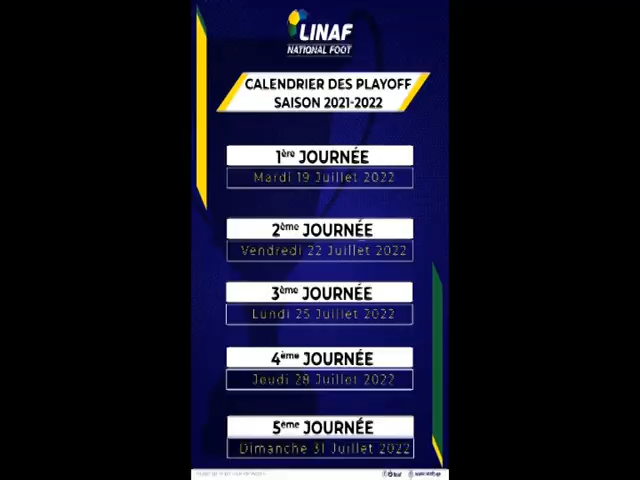 LINAF
NATIONAL FOOT
CALENDRIER DES PLAYOFF
SAISON 2021-2022
1ère JOURNÉE
Mardi 19 Juillet 2022
2ème JOURNÉE
Vendredi 22 Juillet 2022
3ème JOURNÉE
Lundi 25 Juillet 2022
4ème JOURNÉE
Jeudi 28 Juillet 2022
5ème JOURNÉE
Dimanche 31 Juillet 2022